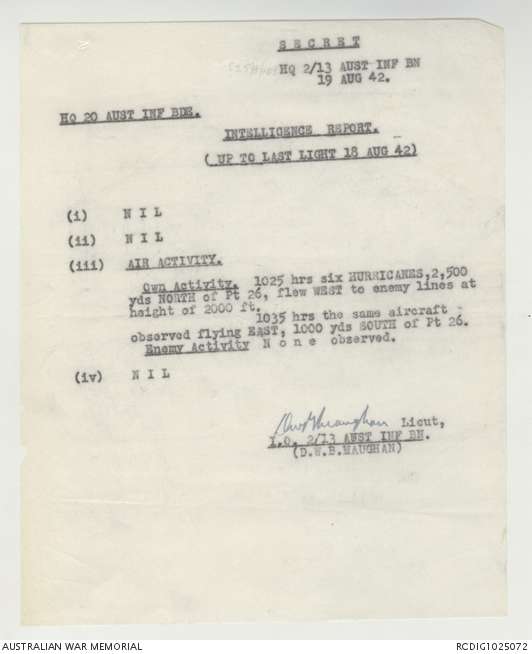 SECRET
HQ 2/13 AUST INF BN
19 AUG 42.
HQ 20 AUST INF BDE.
INTELLIGENCE REPORT.
( UP TO LAST LIGHT 18 AUG 42)
(i) N I L
(ii) N I L
(iii) AIR ACTIVITY.
Own Activity. 1025 hrs six HURRICANES,2,500
yds NORTH of Pt 26, flew WEST to enemy lines at
height of 2000 ft.
1035 hrs the same aircraft
observed flying EAST, 1000 yds SOUTH of Pt 26.
Enemy Activity N o n e observed.
(iv) N I L
DWB Maughan Lieut,
I.O. 2/13 AUST INF BN.
(D.W.B.MAUGHAN)
AUSTRALIAN WAR MEMORIAL
RCDIG1025072